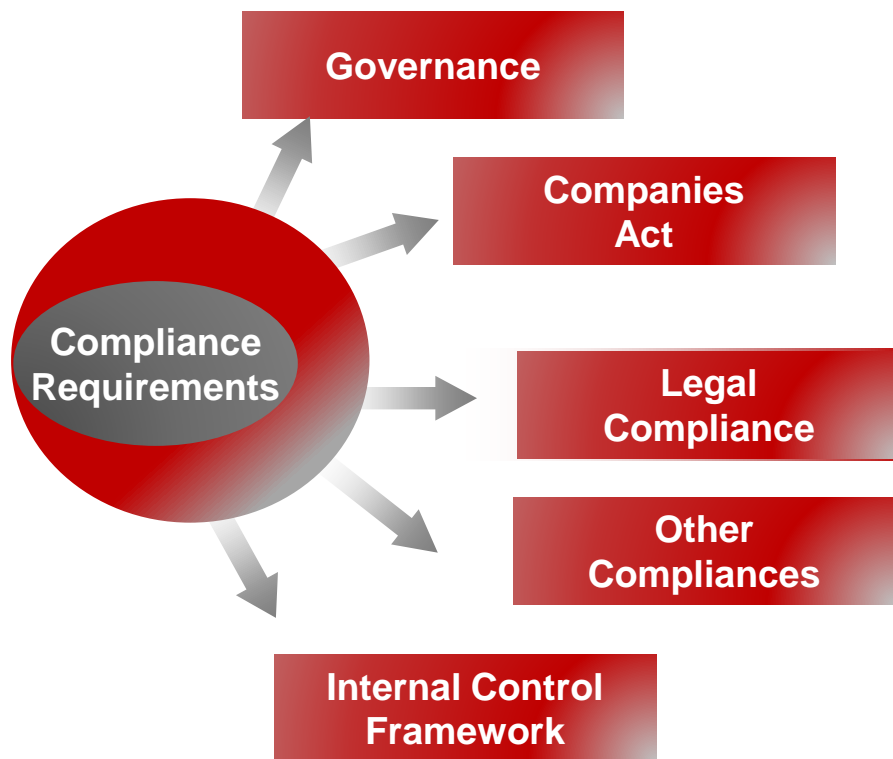 Governance
Companies
Act
Compliance
Requirements
Legal
Compliance
Other
Compliances
Internal Control
Framework